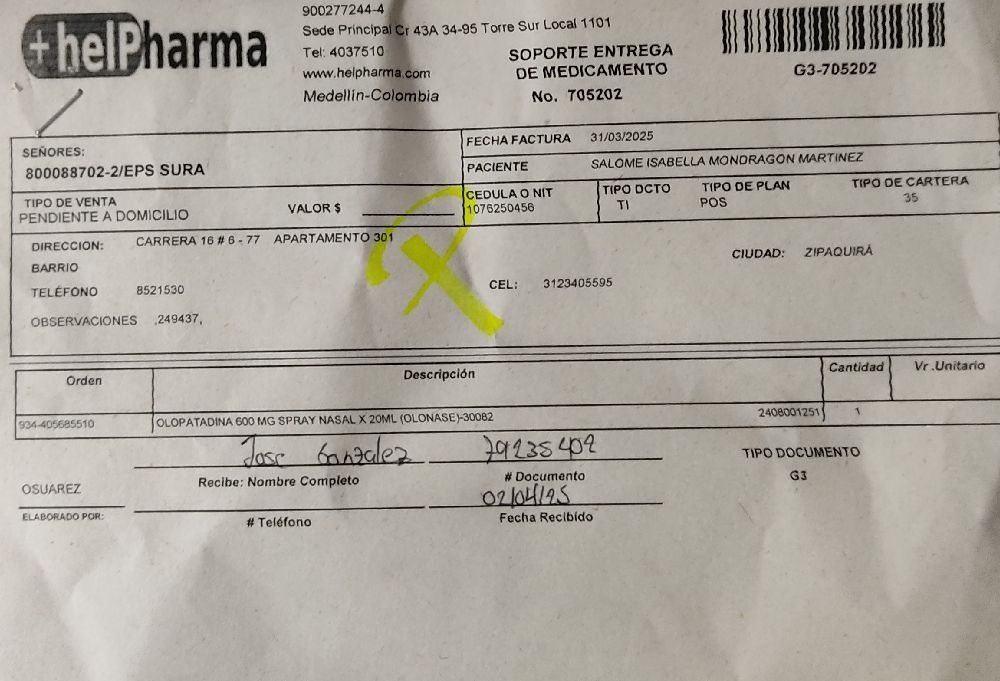 +helPharma
900277244-4
Sede Principal Cr 43A 34-95 Torre Sur Local 1101
Tel: 4037510
www.helpharma.com
Medellín-Colombia
SOPORTE ENTREGA
DE MEDICAMENTO
No. 705202
G3-705202
SEÑORES:
800088702-2/EPS SURA
FECHA FACTURA 31/03/2025
PACIENTE SALOME ISABELLA MONDRAGON MARTINEZ
TIPO DE VENTA
PENDIENTE A DOMICILIO
VALOR $
CEDULA O NIT
1076250456
TIPO DCTO
TI
TIPO DE PLAN
POS
TIPO DE CARTERA
35
DIRECCION: CARRERA 16 # 6 - 77 APARTAMENTO 301
CIUDAD: ZIPAQUIRÁ
BARRIO
TELÉFONO 8521530
CEL: 3123405595
OBSERVACIONES ,249437,
Orden Descripción Cantidad Vr .Unitario
934-405685510 OLOPATADINA 600 MG SPRAY NASAL X 20ML (OLONASE)-30082 2408001251 1
Jose Gonzalez 79235402
Recibe: Nombre Completo # Documento
TIPO DOCUMENTO
G3
OSUAREZ
02/04/25
ELABORADO POR: # Teléfono Fecha Recibido